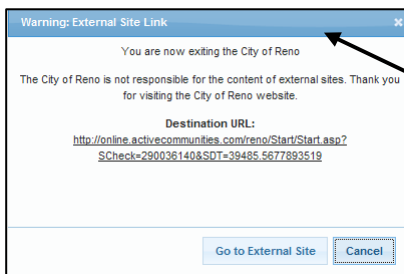 Warning: External Site Link x
You are now exiting the City of Reno
The City of Reno is not responsible for the content of external sites. Thank you
for visiting the City of Reno website.
Destination URL:
http://online.activecommunities.com/reno/Start/Start.asp?
SCheck=290036140&SDT=39485.5677893519
Go to External Site Cancel